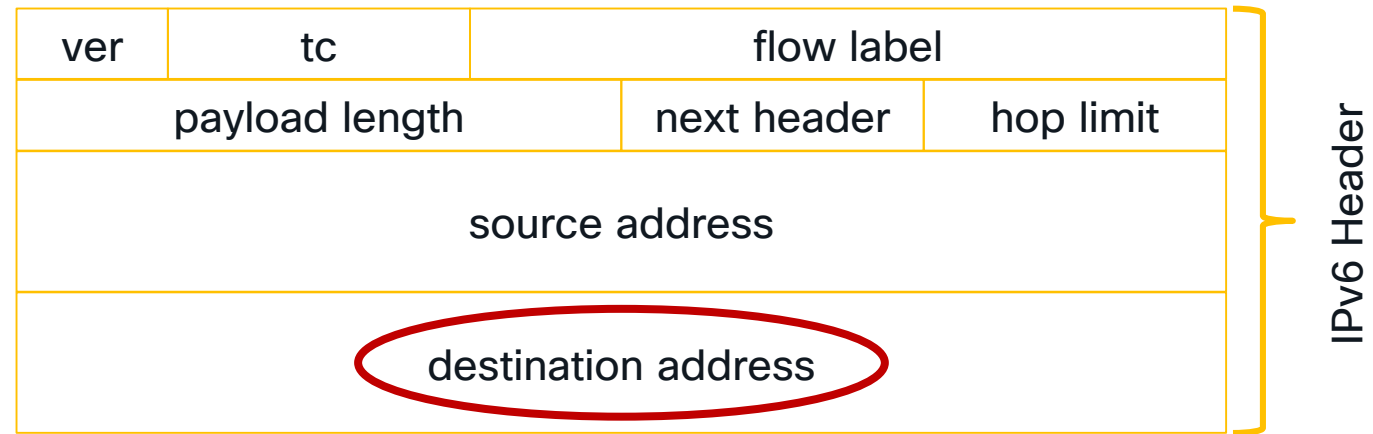 ver tc flow label
payload length next header hop limit
source address
destination address
IPv6 Header